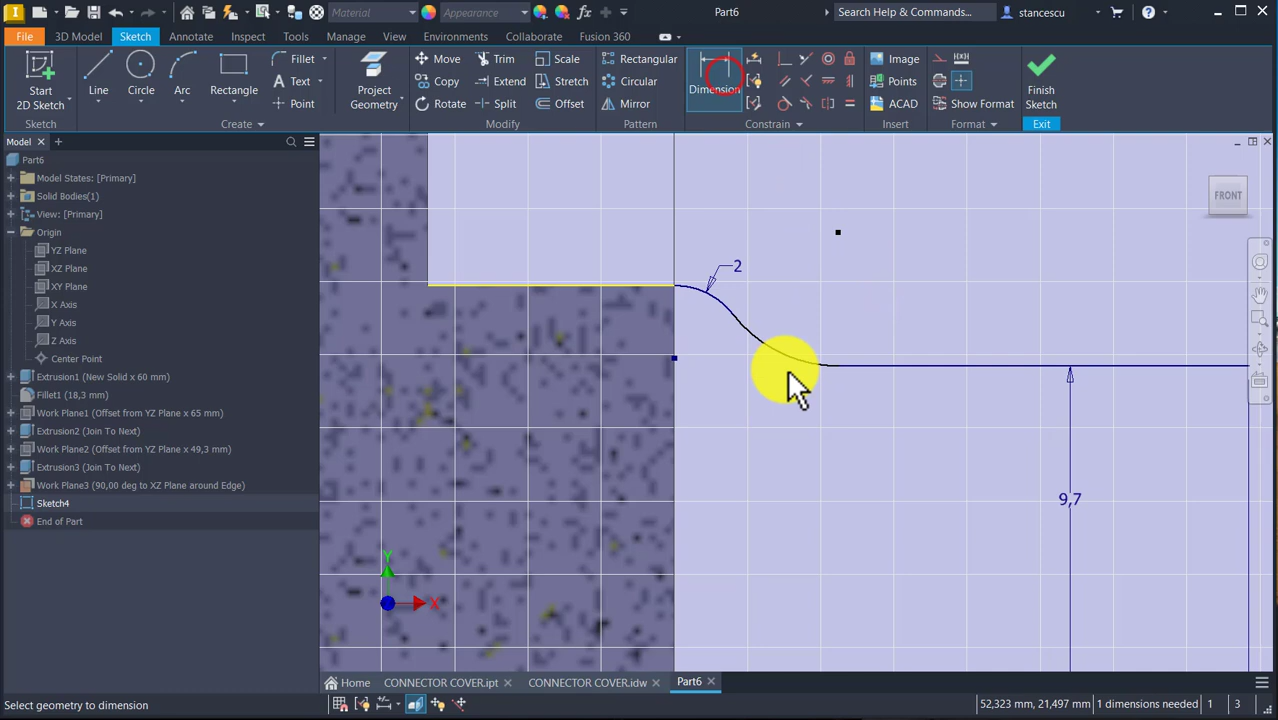 Material
Appearance
Part6
Search Help & Commands...
stancescu
File
3D Model
Sketch
Annotate
Inspect
Tools
Manage
View
Environments
Collaborate
Fusion 360
Start
2D Sketch
Line
Circle
Arc
Rectangle
Fillet
Text
Point
Project
Geometry
Move
Copy
Rotate
Trim
Extend
Split
Scale
Stretch
Offset
Rectangular
Circular
Mirror
Dimension
Image
Points
ACAD
Show Format
Finish
Sketch
Sketch
Create
Modify
Pattern
Constrain
Insert
Format
Exit
Model
Part6
Model States: [Primary]
Solid Bodies(1)
View: [Primary]
Origin
YZ Plane
XZ Plane
XY Plane
X Axis
Y Axis
Z Axis
Center Point
Extrusion1 (New Solid x 60 mm)
Fillet1 (18,3 mm)
Work Plane1 (Offset from YZ Plane x 65 mm)
Extrusion2 (Join To Next)
Work Plane2 (Offset from YZ Plane x 49,3 mm)
Extrusion3 (Join To Next)
Work Plane3 (90,00 deg to XZ Plane around Edge)
Sketch4
End of Part
FRONT
2
9,7
Y
X
Home
CONNECTOR COVER.ipt
CONNECTOR COVER.idw
Part6
Select geometry to dimension
52,323 mm, 21,497 mm
1 dimensions needed
1
3